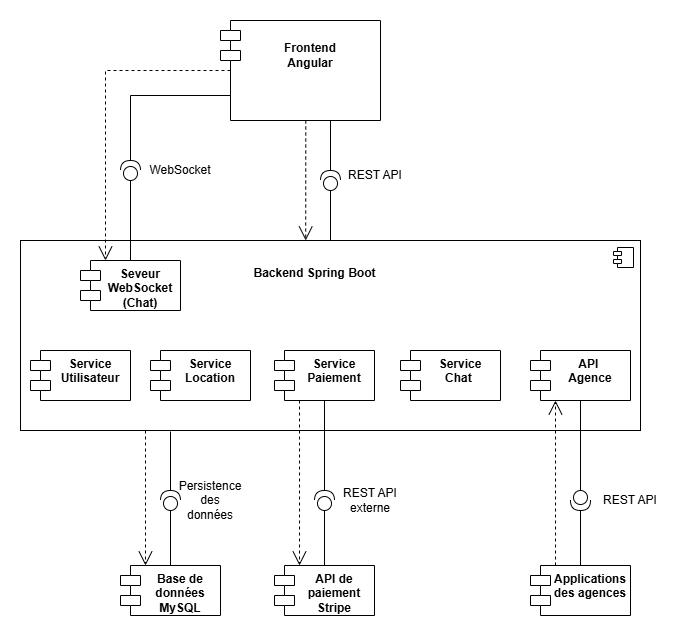 Frontend
Angular
WebSocket
REST API
Backend Spring Boot
Seveur
WebSocket
(Chat)
Service
Utilisateur
Service
Location
Service
Paiement
Service
Chat
API
Agence
Persistence
des
données
REST API
externe
REST API
Base de
données
MySQL
API de
paiement
Stripe
Applications
des agences